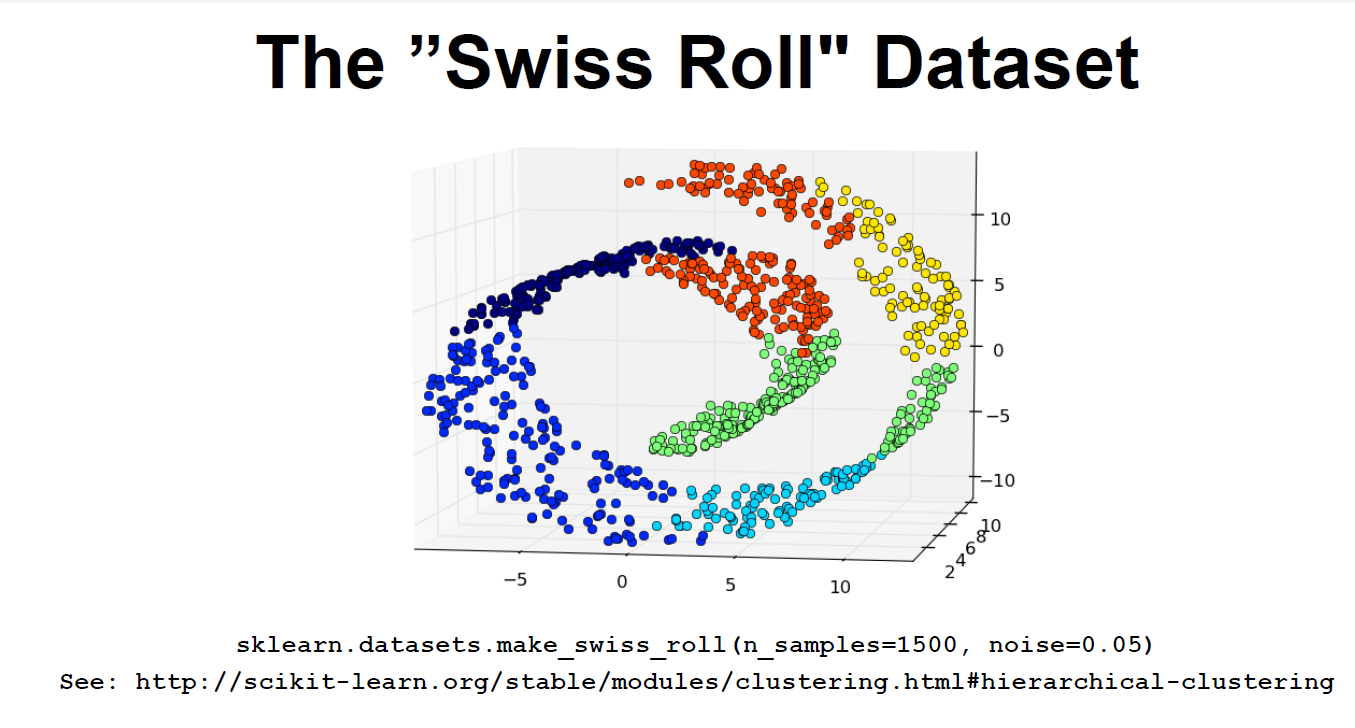 The ”Swiss Roll" Dataset
10
5
0
−5
−10
10
8
6
4
2
−5 0 5 10
sklearn.datasets.make_swiss_roll(n_samples=1500, noise=0.05)
See: http://scikit-learn.org/stable/modules/clustering.html#hierarchical-clustering